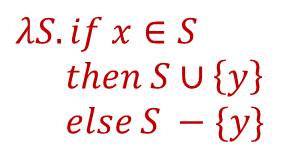 λS. if x ∈ S
then S ∪ {y}
else S − {y}